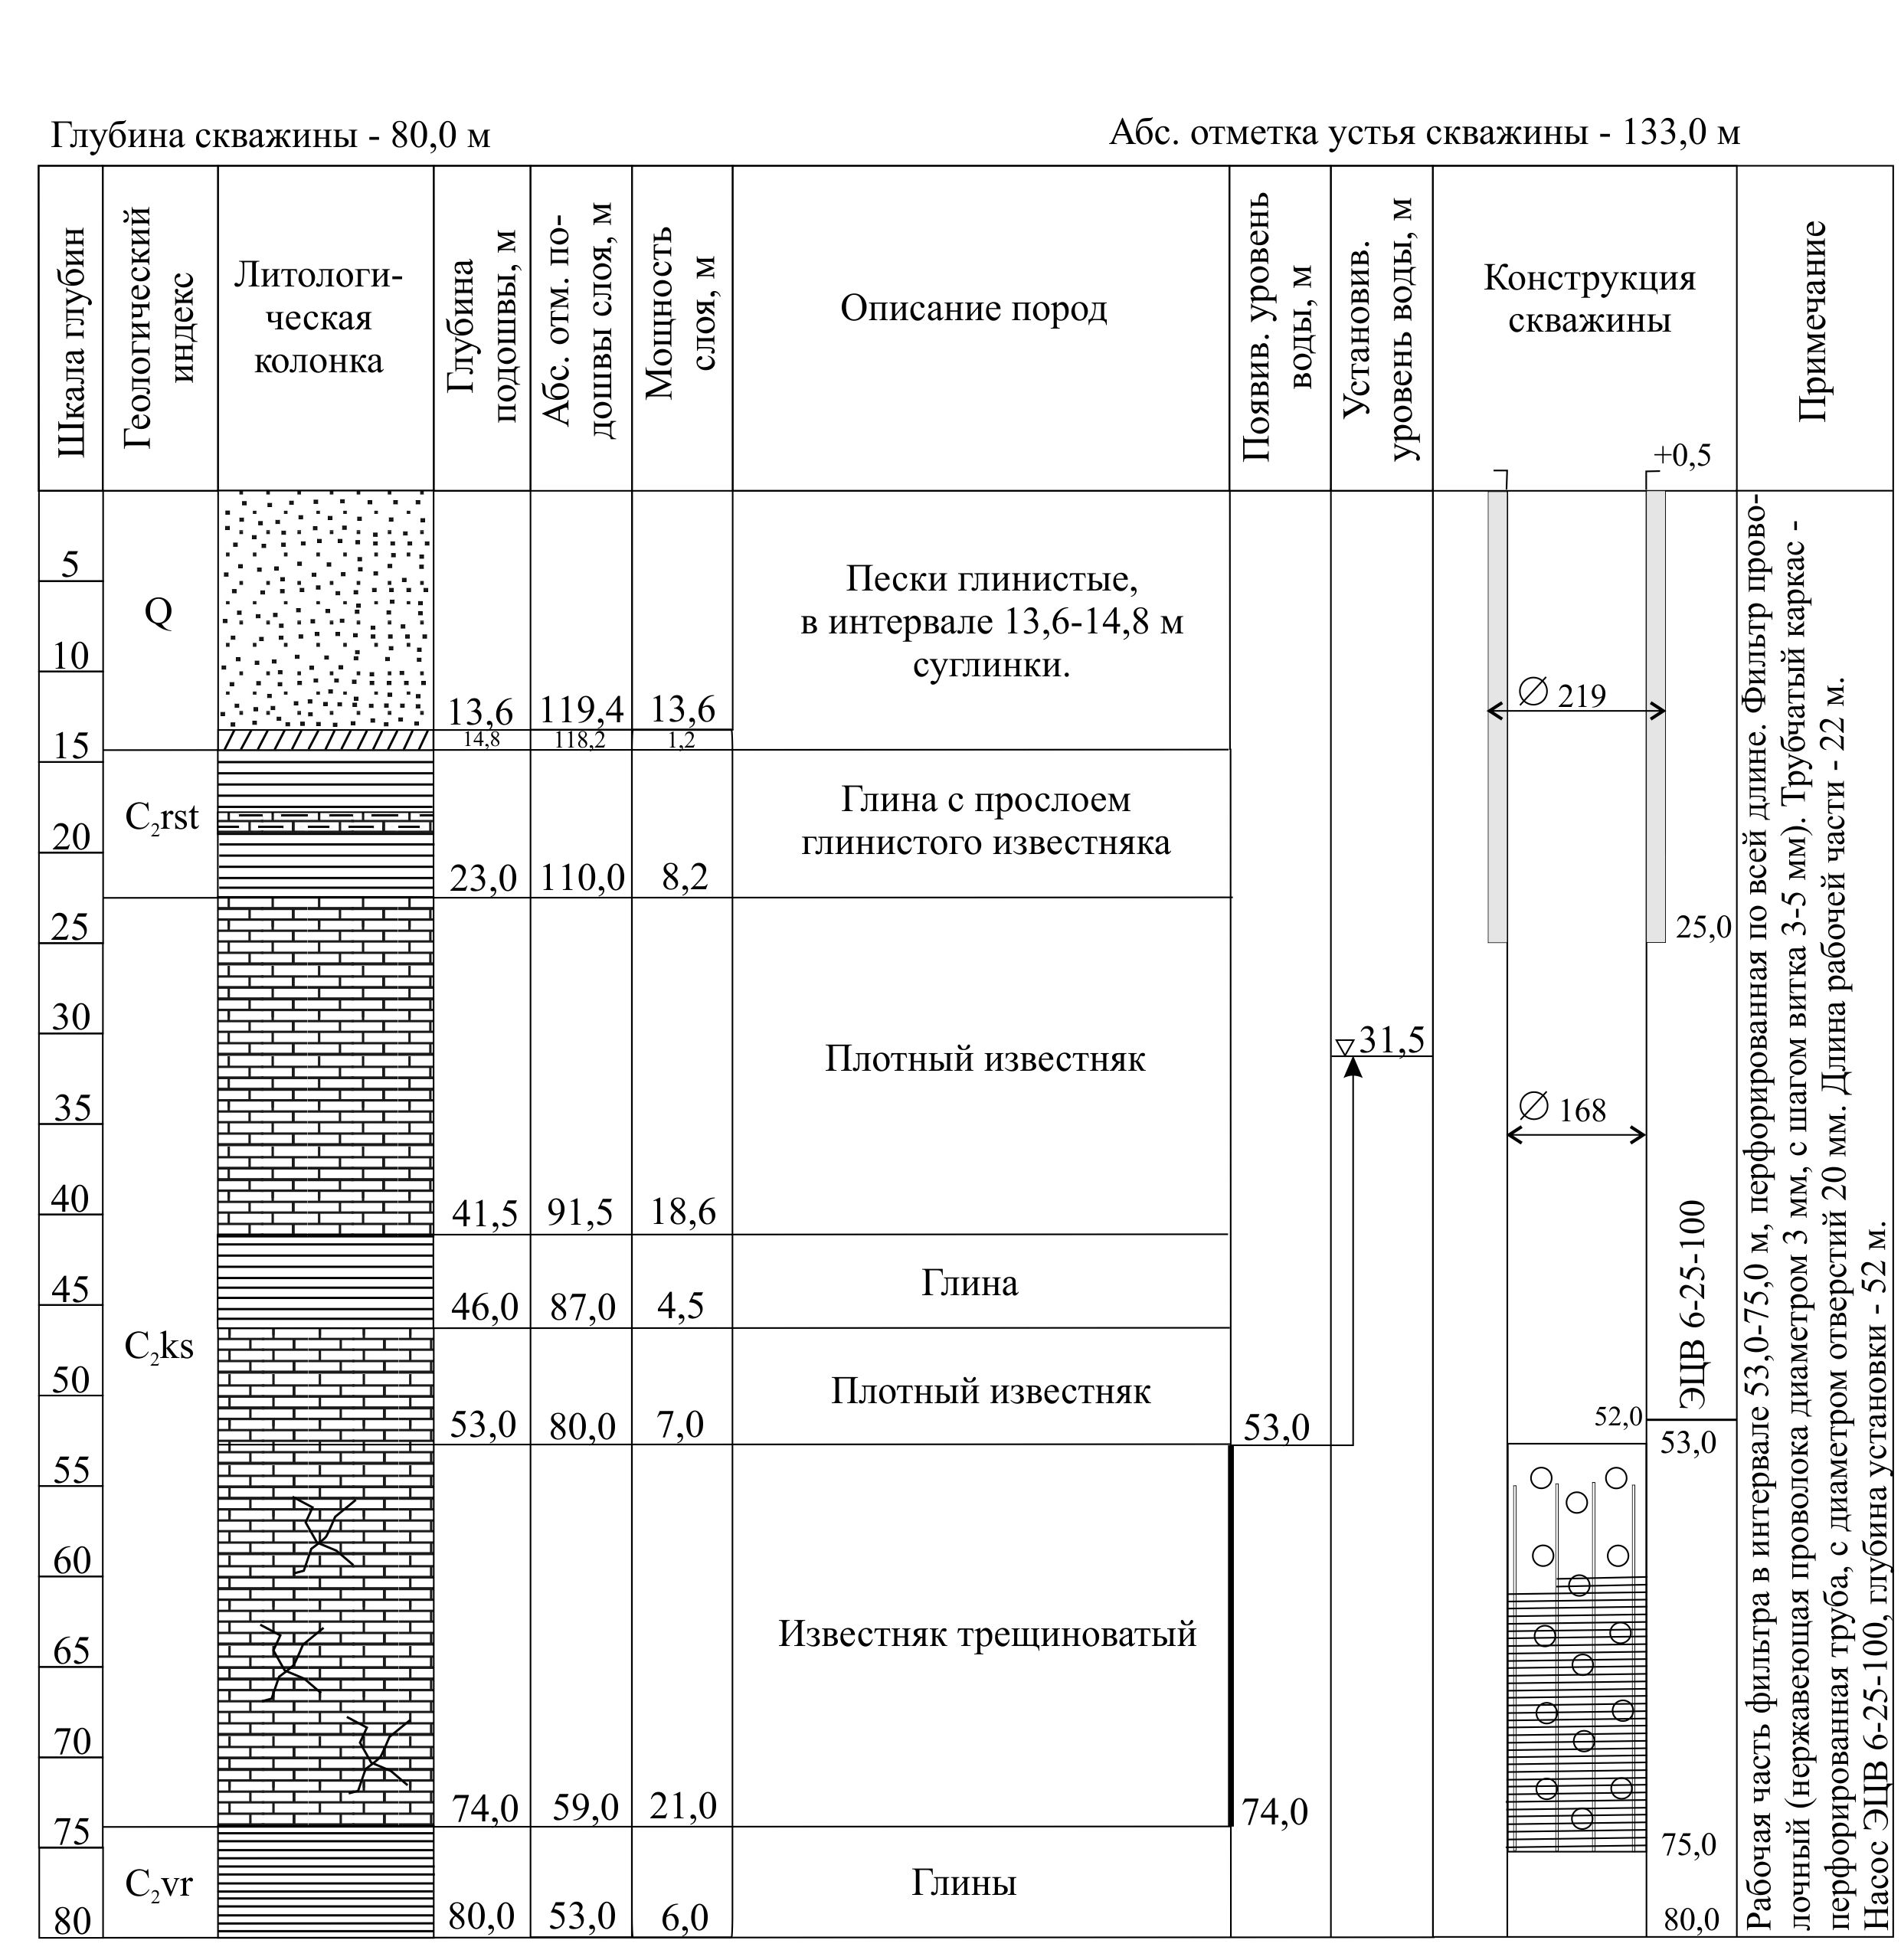 Глубина скважины - 80,0 м
Абс. отметка устья скважины - 133,0 м
Шкала глубин
Геологический
индекс
Литологи-
ческая
колонка
Глубина
подошвы, м
Абс. отм. по-
дошвы слоя, м
Мощность
слоя, м
Описание пород
Появив. уровень
воды, м
Установив.
уровень воды, м
Конструкция
скважины
Примечание
+0,5
5
10
15
20
25
30
35
40
45
50
55
60
65
70
75
80
Q
C₂rst
C₂ks
C₂vr
13,6 119,4 13,6
14,8 118,2 1,2
23,0 110,0 8,2
41,5 91,5 18,6
46,0 87,0 4,5
53,0 80,0 7,0
74,0 59,0 21,0
80,0 53,0 6,0
Пески глинистые,
в интервале 13,6-14,8 м
суглинки.
Глина с прослоем
глинистого известняка
Плотный известняк
Глина
Плотный известняк
Известняк трещиноватый
Глины
53,0
74,0
31,5
∅ 219
25,0
∅ 168
ЭЦВ 6-25-100
52,0
53,0
75,0
80,0
Рабочая часть фильтра в интервале 53,0-75,0 м, перфорированная по всей длине. Фильтр прово-
лочный (нержавеющая проволока диаметром 3 мм, с шагом витка 3-5 мм). Трубчатый каркас -
перфорированная труба, с диаметром отверстий 20 мм. Длина рабочей части - 22 м.
Насос ЭЦВ 6-25-100, глубина установки - 52 м.